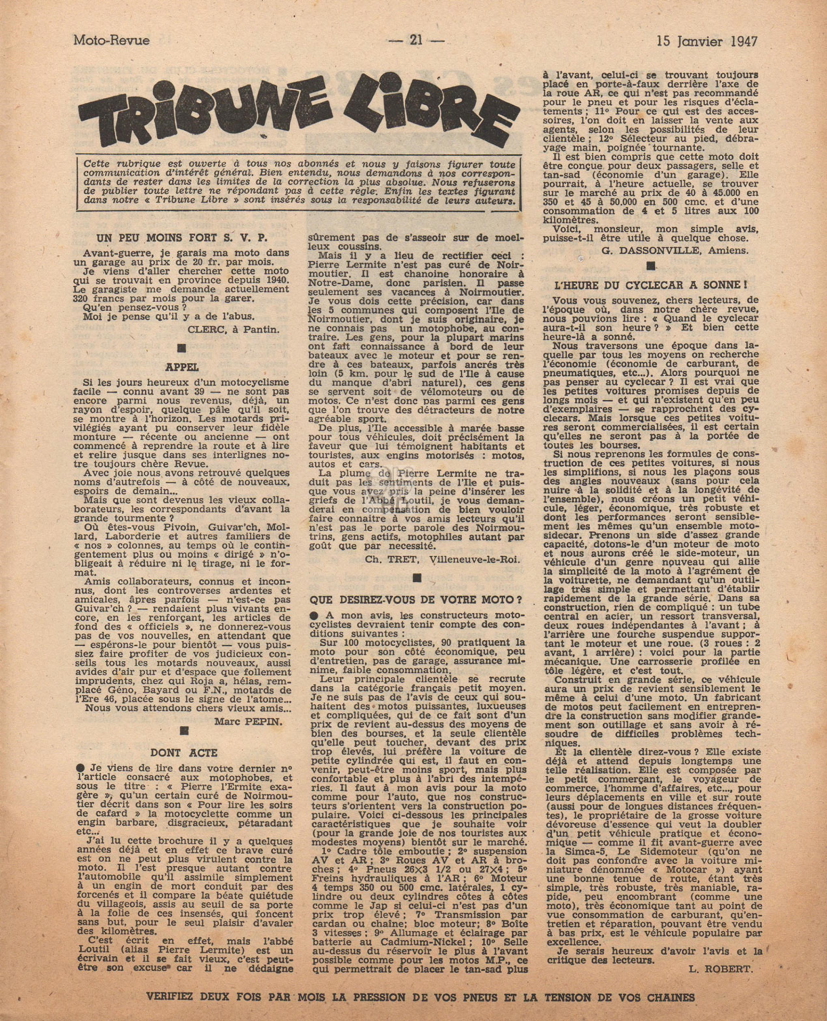 Moto-Revue
— 21 —
15 Janvier 1947
TRIBUNE LIBRE
Cette rubrique est ouverte à tous nos abonnés et nous y faisons figurer toute
communication d'intérêt général. Bien entendu, nous demandons à nos correspon-
dants de rester dans les limites de la correction la plus absolue. Nous refuserons
de publier toute lettre ne répondant pas à cette règle. Enfin les textes figurant
dans notre « Tribune Libre » sont insérés sous la responsabilité de leurs auteurs.
UN PEU MOINS FORT S. V. P.
Avant-guerre, je garais ma moto dans
un garage au prix de 20 fr. par mois.
Je viens d'aller chercher cette moto
qui se trouvait en province depuis 1940.
Le garagiste me demande actuellement
320 francs par mois pour la garer.
Qu'en pensez-vous ?
Moi je pense qu'il y a de l'abus.
CLERC, à Pantin.
APPEL
Si les jours heureux d'un motocyclisme
facile — connu avant 39 — ne sont pas
encore parmi nous revenus, déjà, un
rayon d'espoir, quelque pâle qu'il soit,
se montre à l'horizon. Les motards pri-
vilégiés ayant pu conserver leur fidèle
monture — récente ou ancienne — ont
commencé à reprendre la route et à lire
et relire jusque dans ses interlignes no-
tre toujours chère Revue.
Avec joie nous avons retrouvé quelques
noms d'autrefois — à côté de nouveaux,
espoirs de demain...
Mais que sont devenus les vieux colla-
borateurs, les correspondants d'avant la
grande tourmente ?
Où êtes-vous Pivoin, Guivar'ch, Mol-
lard, Laborderie et autres familiers de
« nos » colonnes, au temps où le contin-
gentement plus ou moins « dirigé » n'o-
bligeait à réduire ni le tirage, ni le for-
mat.
Amis collaborateurs, connus et incon-
nus, dont les controverses ardentes et
amicales, âpres parfois — n'est-ce pas
Guivar'ch ? — rendaient plus vivants en-
core, en les renforçant, les articles de
fond des « officiels », ne donnerez-vous
pas de vos nouvelles, en attendant que
— espérons-le pour bientôt — vous puis-
siez faire profiter de vos judicieux con-
seils tous les motards nouveaux, aussi
avides d'air pur et d'espace que follement
imprudents, chez qui Roja a, hélas, rem-
placé Géno, Bayard ou F.N., motards de
l'Ere 46, placée sous le signe de l'atome...
Nous vous attendons chers vieux amis...
Marc PEPIN.
DONT ACTE
● Je viens de lire dans votre dernier n°
l'article consacré aux motophobes, et
sous le titre : « Pierre l'Ermite exa-
gère », qu'un certain curé de Noirmou-
tier décrit dans son « Pour lire les soirs
de cafard » la motocyclette comme un
engin barbare, disgracieux, pétaradant
etc...
J'ai lu cette brochure il y a quelques
années déjà et en effet ce brave curé
est on ne peut plus virulent contre la
moto. Il l'est presque autant contre
l'automobile qu'il assimile simplement
à un engin de mort conduit par des
forcenés et il compare la béate quiétude
du villageois, assis au seuil de sa porte
à la folie de ces insensés, qui foncent
sans but, pour le seul plaisir d'avaler
des kilomètres.
C'est écrit en effet, mais l'abbé
Loutil (alias Pierre Lermite) est un
écrivain et il se fait vieux, c'est peut-
être son excuse car il ne dédaigne
sûrement pas de s'asseoir sur de moel-
leux coussins.
Mais il y a lieu de rectifier ceci :
Pierre Lermite n'est pas curé de Noir-
moutier. Il est chanoine honoraire à
Notre-Dame, donc parisien. Il passe
seulement ses vacances à Noirmoutier.
Je vous dois cette précision, car dans
les 5 communes qui composent l'Ile de
Noirmoutier, dont je suis originaire, je
ne connais pas un motophobe, au con-
traire. Les gens, pour la plupart marins
ont fait connaissance à bord de leur
bateau avec le moteur et pour se ren-
dre à ces bateaux, parfois ancrés très
loin (5 km. pour le sud de l'Ile à cause
du manque d'abri naturel), ces gens
se servent soit de vélomoteurs ou de
motos. Ce n'est donc pas parmi ces gens
que l'on trouve des détracteurs de notre
agréable sport.
De plus, l'Ile accessible à marée basse
pour tous véhicules, doit précisément la
faveur que lui témoignent habitants et
touristes, aux engins motorisés : motos,
autos et cars.
La plume de Pierre Lermite ne tra-
duit pas les sentiments de l'Ile et puis-
que vous avez pris la peine d'insérer les
griefs de l'Abbé Loutil, je vous deman-
derai en compensation de bien vouloir
faire connaître à vos amis lecteurs qu'il
n'est pas le porte parole des Noirmou-
trins, gens actifs, motophiles autant par
goût que par necessité.
Ch. TRET, Villeneuve-le-Roi.
QUE DESIREZ-VOUS DE VOTRE MOTO ?
● A mon avis, les constructeurs moto-
cyclistes devraient tenir compte des con-
ditions suivantes :
Sur 100 motocyclistes, 90 pratiquent la
moto pour son côté économique, peu
d'entretien, pas de garage, assurance mi-
nime, faible consommation.
Leur principale clientèle se recrute
dans la catégorie français petit moyen.
Je ne suis pas de l'avis de ceux qui sou-
haitent des motos puissantes, luxueuses
et compliquées, qui de ce fait sont d'un
prix de revient au-dessus des moyens de
bien des bourses, et la seule clientèle
qu'elle peut toucher, devant des prix
trop élevés, lui préfère la voiture de
petite cylindrée qui est, il faut en con-
venir, peut-être moins sport, mais plus
confortable et plus à l'abri des intempé-
ries. Il faut à mon avis pour la moto
comme pour l'auto, que nos construc-
teurs s'orientent vers la construction po-
pulaire. Voici ci-dessous les principales
caractéristiques que je souhaite voir
(pour la grande joie de nos touristes aux
modestes moyens) bientôt sur le marché.
1° Cadre tôle emboutie ; 2° suspension
AV et AR ; 3° Roues AV et AR à bro-
ches ; 4° Pneus 26×3 1/2 ou 27×4 ; 5°
Freins hydrauliques à l'AR ; 6° Moteur
4 temps 350 ou 500 cmc. latérales, 1 cy-
lindre ou deux cylindres côtes à côtes
comme le Jap si celui-ci n'est pas d'un
prix trop élevé ; 7° Transmission par
cardan ou chaîne; bloc moteur; 8° Boîte
3 vitesses ; 9° Allumage et éclairage par
batterie au Cadmium-Nickel ; 10° Selle
au-dessus du réservoir le plus à l'avant
possible comme pour les motos M.P., ce
qui permettrait de placer le tan-sad plus
à l'avant, celui-ci se trouvant toujours
placé en porte-à-faux derrière l'axe de
la roue AR, ce qui n'est pas recommandé
pour le pneu et pour les risques d'écla-
tements ; 11° Pour ce qui est des acces-
soires, l'on doit en laisser la vente aux
agents, selon les possibilités de leur
clientèle ; 12° Sélecteur au pied, débra-
yage main, poignée tournante.
Il est bien compris que cette moto doit
être conçue pour deux passagers, selle et
tan-sad (économie d'un garage). Elle
pourrait, à l'heure actuelle, se trouver
sur le marché au prix de 40 à 45.000 en
350 et 45 à 50.000 en 500 cmc. et d'une
consommation de 4 et 5 litres aux 100
kilomètres.
Voici, monsieur, mon simple avis,
puisse-t-il être utile à quelque chose.
G. DASSONVILLE, Amiens.
L'HEURE DU CYCLECAR A SONNE !
Vous vous souvenez, chers lecteurs, de
l'époque où, dans notre chère revue,
nous pouvions lire : « Quand le cyclecar
aura-t-il son heure ? » Et bien cette
heure-là a sonné.
Nous traversons une époque dans la-
quelle par tous les moyens on recherche
l'économie (économie de carburant, de
pneumatiques, etc...). Alors pourquoi ne
pas penser au cyclecar ? Il est vrai que
les petites voitures promises depuis de
longs mois — et qui n'existent qu'en peu
d'exemplaires — se rapprochent des cy-
clecars. Mais lorsque ces petites voitu-
res seront commercialisées, il est certain
qu'elles ne seront pas à la portée de
toutes les bourses.
Si nous reprenons les formules de con-
struction de ces petites voitures, si nous
les simplifions, si nous les plaçons sous
des angles nouveaux (sans pour cela
nuire à la solidité et à la longévité de
l'ensemble), nous créons un petit véhi-
cule, léger, économique, très robuste et
dont les performances seront sensible-
ment les mêmes qu'un ensemble moto-
sidecar. Prenons un side d'assez grande
capacité, dotons-le d'un moteur de moto
et nous aurons créé le side-moteur, un
véhicule d'un genre nouveau qui allie
la simplicité de la moto à l'agrément de
la voiturette, ne demandant qu'un outil-
lage très simple et permettant d'établir
rapidement de la grande série. Dans sa
construction, rien de compliqué : un tube
central en acier, un ressort transversal,
deux roues indépendantes à l'avant ; à
l'arrière une fourche suspendue suppor-
tant le moteur et une roue. (3 roues : 2
avant, 1 arrière) : voici pour la partie
mécanique. Une carrosserie profilée en
tôle légère, et c'est tout.
Construit en grande série, ce véhicule
aura un prix de revient sensiblement le
même à celui d'une moto. Un fabricant
de motos peut facilement en entrepren-
dre la construction sans modifier grande-
ment son outillage et sans avoir à ré-
soudre de difficiles problèmes tech-
niques.
Et la clientèle direz-vous ? Elle existe
déjà et attend depuis longtemps une
telle réalisation. Elle est composée par
le petit commerçant, le voyageur de
commerce, l'homme d'affaires, etc..., pour
leurs déplacements en ville et sur route
(aussi pour de longues distances fréquen-
tes), le propriétaire de la grosse voiture
dévoreuse d'essence qui veut la doubler
d'un petit véhicule pratique et écono-
mique — comme il fit avant-guerre avec
la Simca-5. Le Sidemoteur (qu'on ne
doit pas confondre avec la voiture mi-
niature dénommée « Motocar ») ayant
une bonne tenue de route, étant très
simple, très robuste, très maniable, ra-
pide, peu encombrant (comme une
moto), très économique tant au point de
vue consommation de carburant, qu'en-
tretien et réparation, pouvant être vendu
à bas prix, est le véhicule populaire par
excellence.
Je serais heureux d'avoir l'avis et la
critique des lecteurs.
L. ROBERT.
VERIFIEZ DEUX FOIS PAR MOIS LA PRESSION DE VOS PNEUS ET LA TENSION DE VOS CHAINES